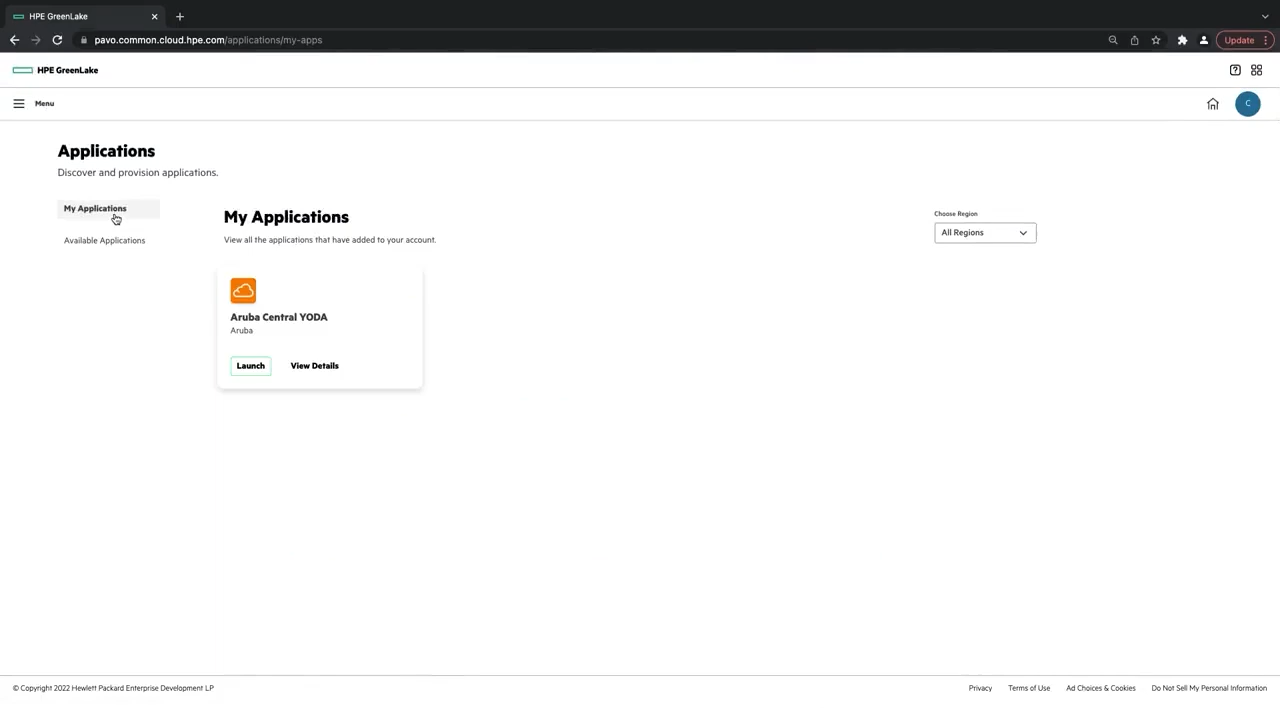 HPE GreenLake
pavo.common.cloud.hpe.com/applications/my-apps
Update
HPE GreenLake
Menu
C
Applications
Discover and provision applications.
My Applications
Available Applications
My Applications
View all the applications that have added to your account.
Choose Region
All Regions
Aruba Central YODA
Aruba
Launch
View Details
© Copyright 2022 Hewlett Packard Enterprise Development LP
Privacy
Terms of Use
Ad Choices & Cookies
Do Not Sell My Personal Information